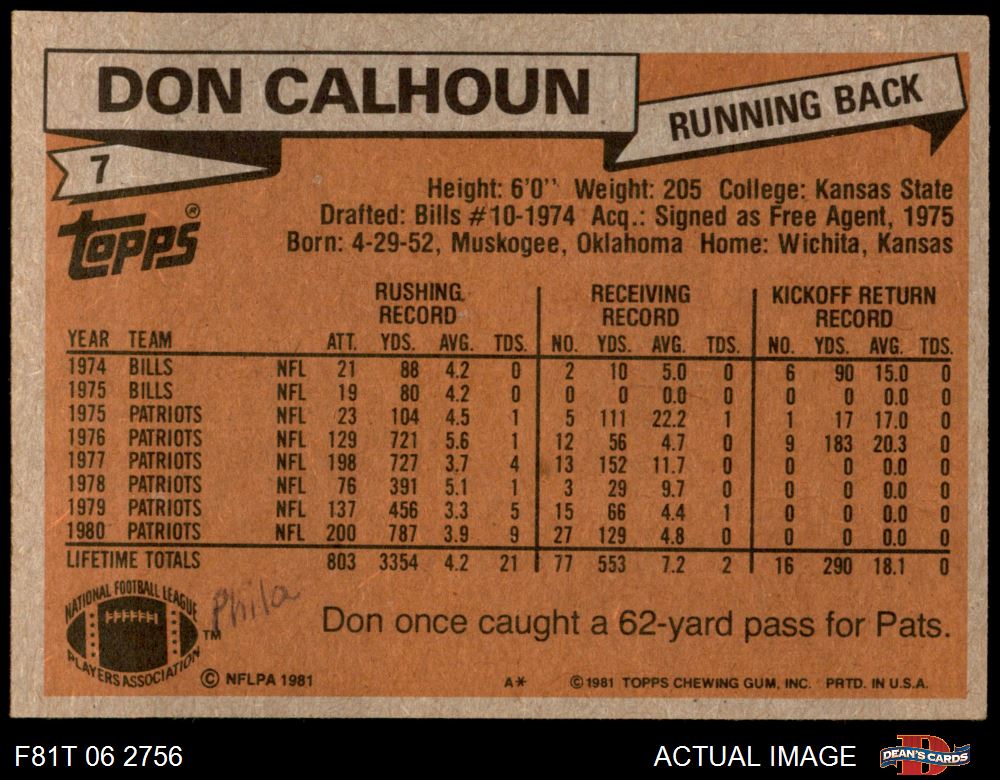 DON CALHOUN
RUNNING BACK
7
topps®
Height: 6'0'' Weight: 205 College: Kansas State
Drafted: Bills #10-1974 Acq.: Signed as Free Agent, 1975
Born: 4-29-52, Muskogee, Oklahoma Home: Wichita, Kansas
RUSHING RECEIVING KICKOFF RETURN
RECORD RECORD RECORD
YEAR TEAM ATT. YDS. AVG. TDS. NO. YDS. AVG. TDS. NO. YDS. AVG. TDS.
1974 BILLS NFL 21 88 4.2 0 2 10 5.0 0 6 90 15.0 0
1975 BILLS NFL 19 80 4.2 0 0 0 0.0 0 0 0 0.0 0
1975 PATRIOTS NFL 23 104 4.5 1 5 111 22.2 1 1 17 17.0 0
1976 PATRIOTS NFL 129 721 5.6 1 12 56 4.7 0 9 183 20.3 0
1977 PATRIOTS NFL 198 727 3.7 4 13 152 11.7 0 0 0 0.0 0
1978 PATRIOTS NFL 76 391 5.1 1 3 29 9.7 0 0 0 0.0 0
1979 PATRIOTS NFL 137 456 3.3 5 15 66 4.4 1 0 0 0.0 0
1980 PATRIOTS NFL 200 787 3.9 9 27 129 4.8 0 0 0 0.0 0
LIFETIME TOTALS 803 3354 4.2 21 77 553 7.2 2 16 290 18.1 0
NATIONAL FOOTBALL LEAGUE
PLAYERS ASSOCIATION TM
Phila
Don once caught a 62-yard pass for Pats.
© NFLPA 1981 A* © 1981 TOPPS CHEWING GUM, INC. PRTD. IN U.S.A.
F81T 06 2756 ACTUAL IMAGE DEAN'S CARDS